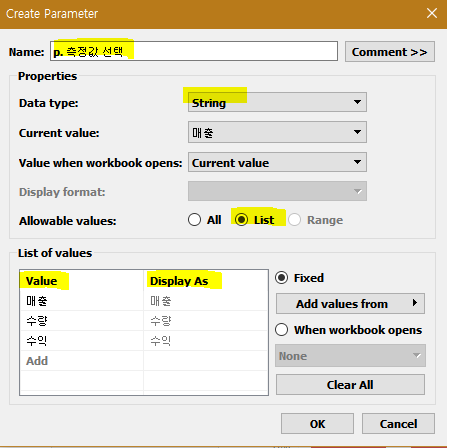 Create Parameter
Name: p. 측정값 선택 Comment >>
Properties
Data type: String
Current value: 매출
Value when workbook opens: Current value
Display format:
Allowable values: All List Range
List of values
Value Display As
매출 매출
수량 수량
수익 수익
Add
Fixed
Add values from
When workbook opens
None
Clear All
OK Cancel